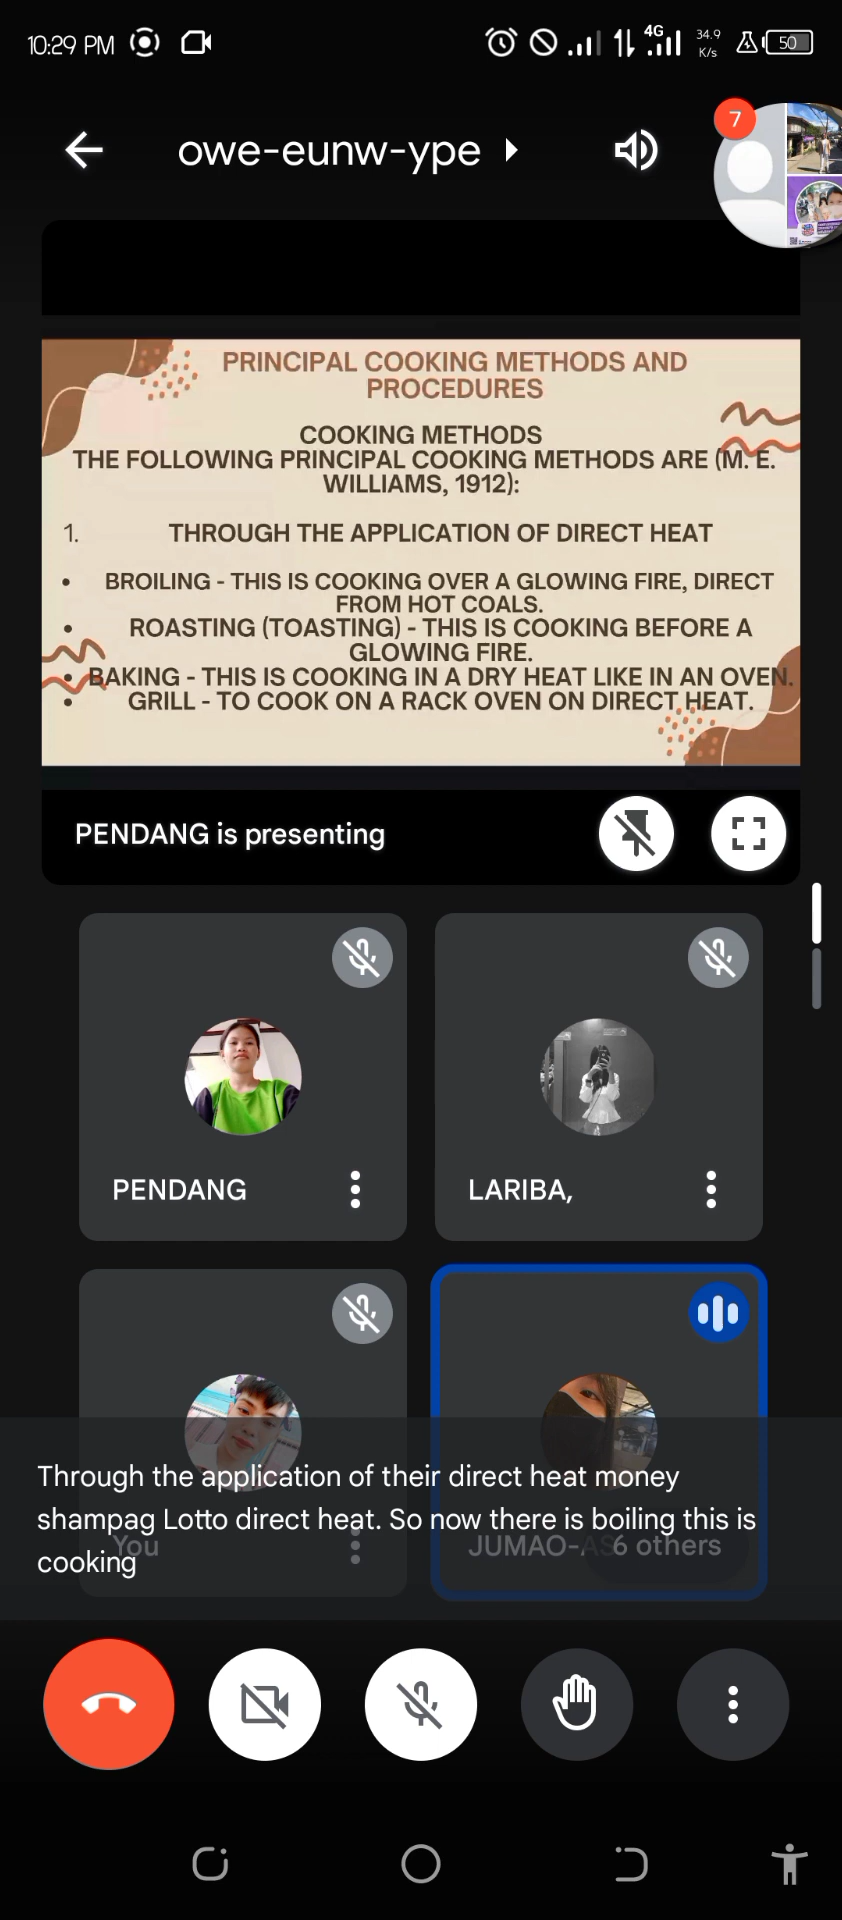 10:29 PM
4G
34.9
K/s
50
owe-eunw-ype
7
PRINCIPAL COOKING METHODS AND
PROCEDURES
COOKING METHODS
THE FOLLOWING PRINCIPAL COOKING METHODS ARE (M. E.
WILLIAMS, 1912):
1. THROUGH THE APPLICATION OF DIRECT HEAT
• BROILING - THIS IS COOKING OVER A GLOWING FIRE, DIRECT
FROM HOT COALS.
• ROASTING (TOASTING) - THIS IS COOKING BEFORE A
GLOWING FIRE.
• BAKING - THIS IS COOKING IN A DRY HEAT LIKE IN AN OVEN.
• GRILL - TO COOK ON A RACK OVEN ON DIRECT HEAT.
PENDANG is presenting
PENDANG
LARIBA,
Through the application of their direct heat money
shampag Lotto direct heat. So now there is boiling this is
cooking
You
JUMAO-AS
6 others